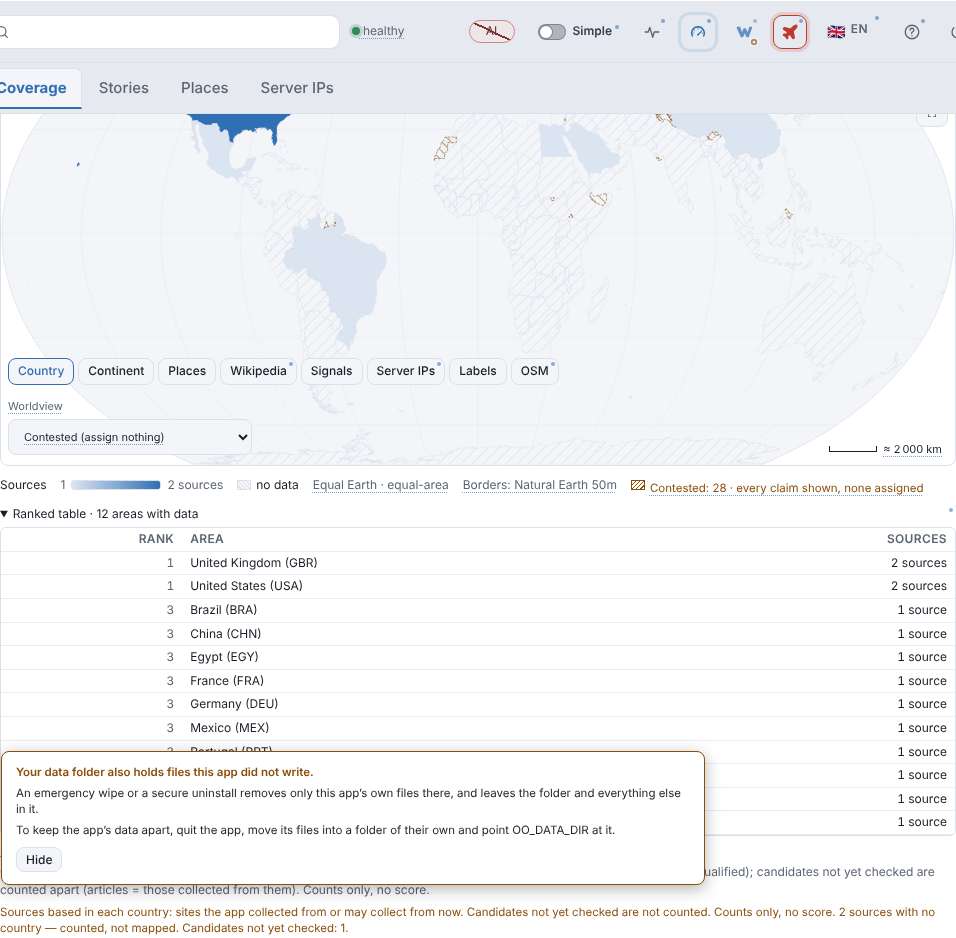 healthy
AI
Simple
W
EN
Coverage
Stories
Places
Server IPs
Country
Continent
Places
Wikipedia
Signals
Server IPs
Labels
OSM
Worldview
Contested (assign nothing)
≈ 2 000 km
Sources 1 2 sources no data Equal Earth · equal-area Borders: Natural Earth 50m Contested: 28 · every claim shown, none assigned
Ranked table · 12 areas with data
RANK AREA SOURCES
1 United Kingdom (GBR) 2 sources
1 United States (USA) 2 sources
3 Brazil (BRA) 1 source
3 China (CHN) 1 source
3 Egypt (EGY) 1 source
3 France (FRA) 1 source
3 Germany (DEU) 1 source
3 Mexico (MEX) 1 source
3 Portugal (PRT) 1 source
1 source
1 source
1 source
Your data folder also holds files this app did not write.
An emergency wipe or a secure uninstall removes only this app's own files there, and leaves the folder and everything else
in it.
To keep the app's data apart, quit the app, move its files into a folder of their own and point OO_DATA_DIR at it.
Hide
candidates not yet checked are
counted apart (articles = those collected from them). Counts only, no score.
Sources based in each country: sites the app collected from or may collect from now. Candidates not yet checked are not counted. Counts only, no score. 2 sources with no
country — counted, not mapped. Candidates not yet checked: 1.